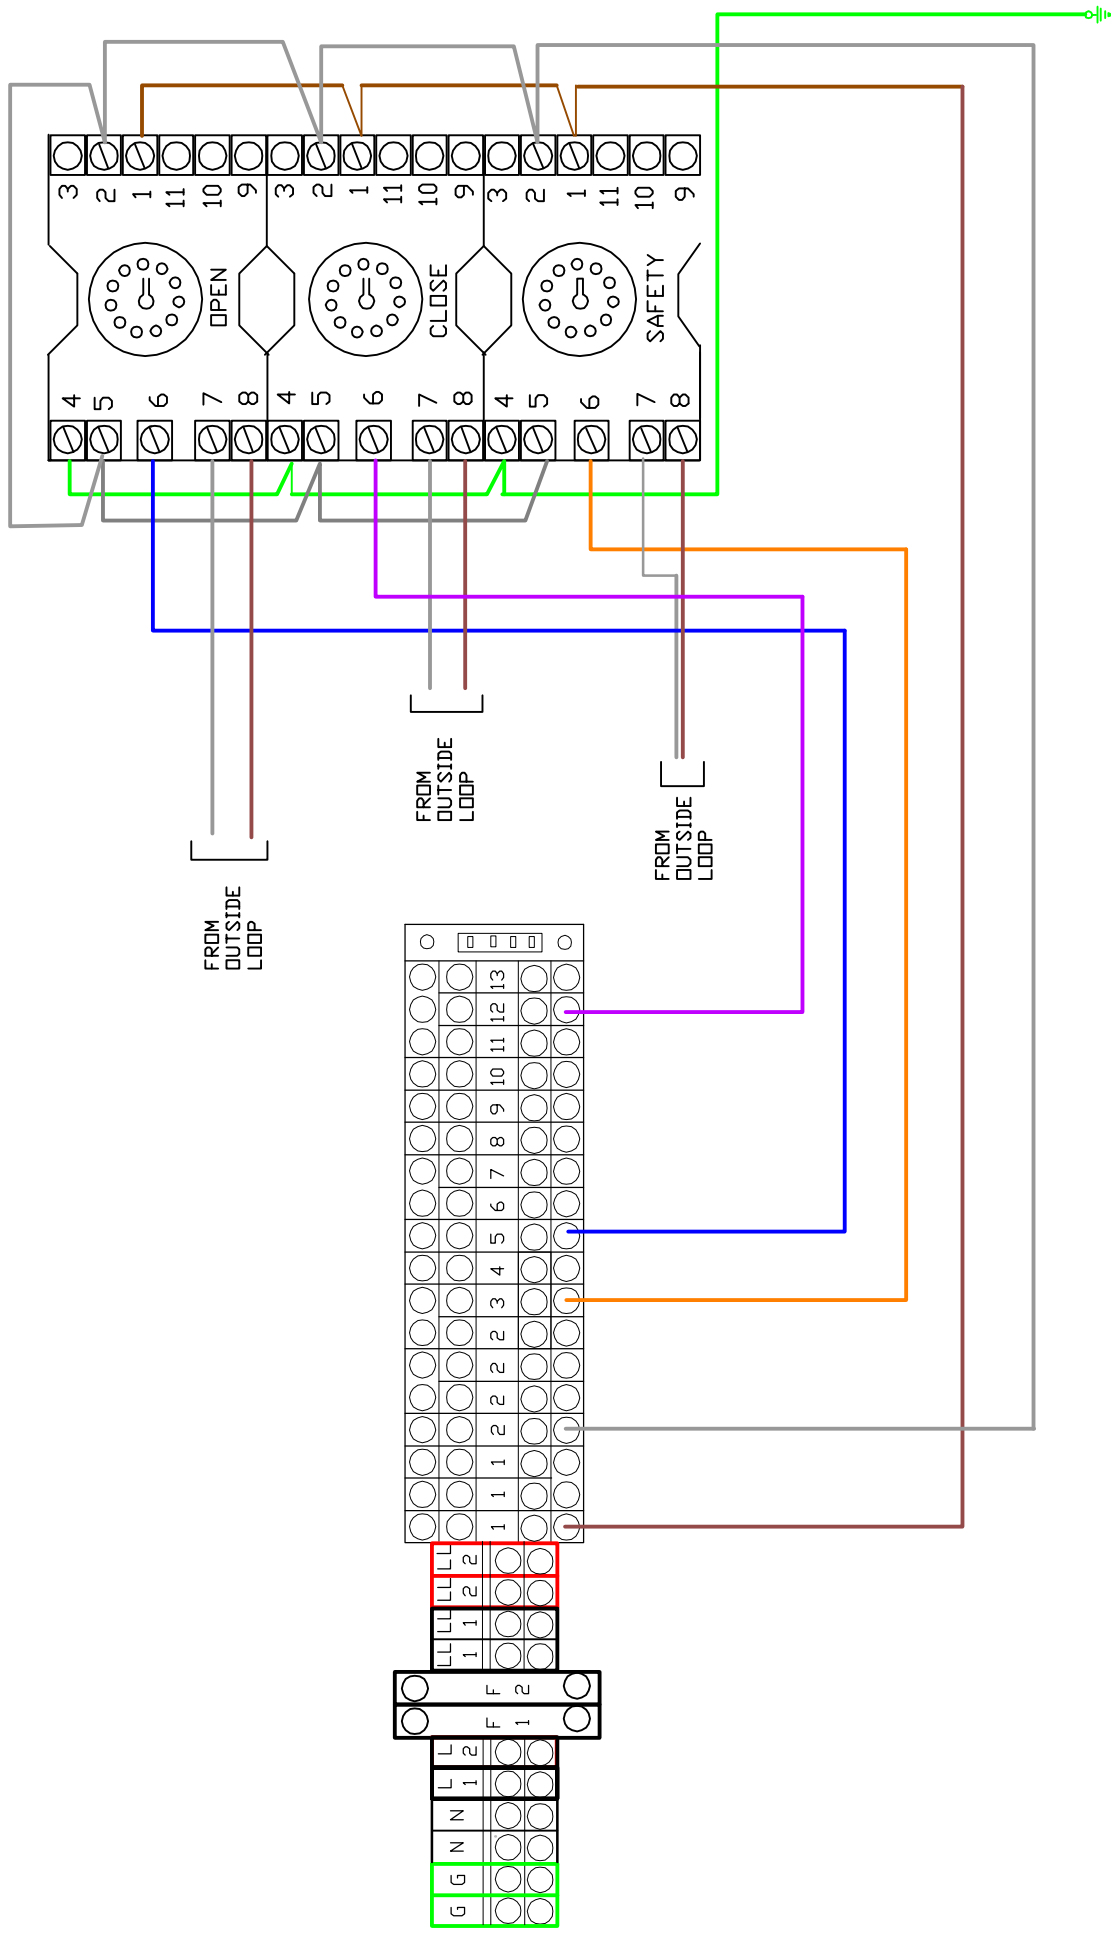 3 2 1 11 10 9 3 2 1 11 10 9 3 2 1 11 10 9
OPEN
CLOSE
SAFETY
4 5 6 7 8 4 5 6 7 8 4 5 6 7 8
FROM
OUTSIDE
LOOP
FROM
OUTSIDE
LOOP
FROM
OUTSIDE
LOOP
13
12
11
10
9
8
7
6
5
4
3
2
2
2
2
1
1
1
LL
2
LL
2
LL
1
LL
1
F 2
F 1
L
2
L
1
N
N
G
G